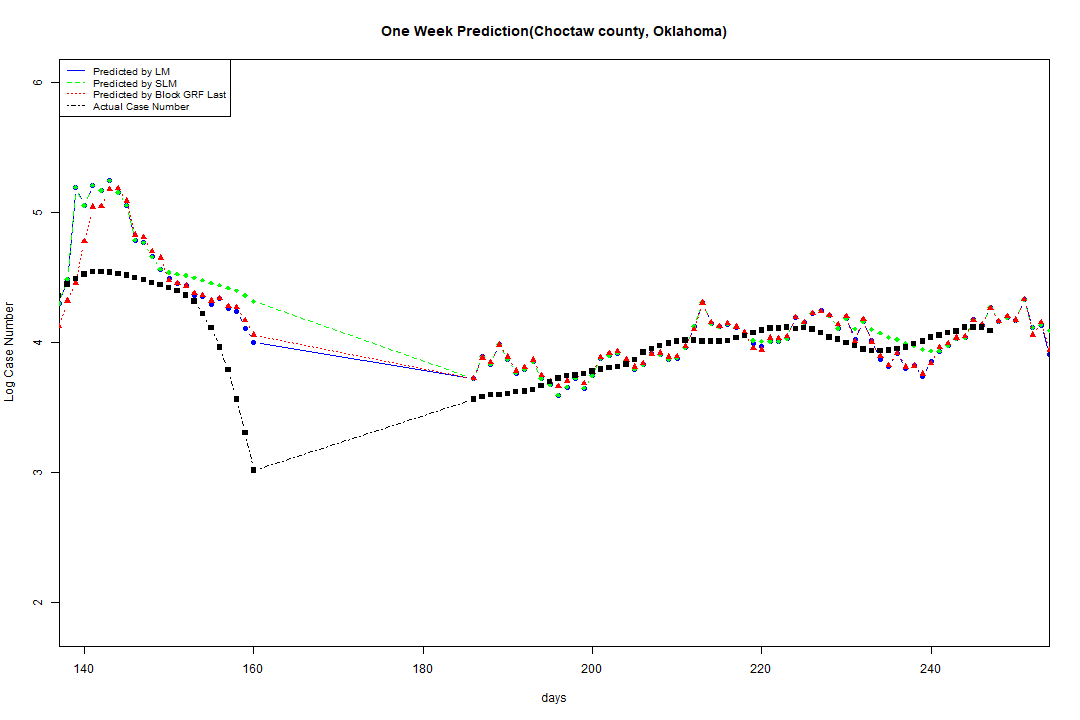 One Week Prediction(Choctaw county, Oklahoma)
Predicted by LM
Predicted by SLM
Predicted by Block GRF Last
Actual Case Number
Log Case Number
6
5
4
3
2
140 160 180 200 220 240
days